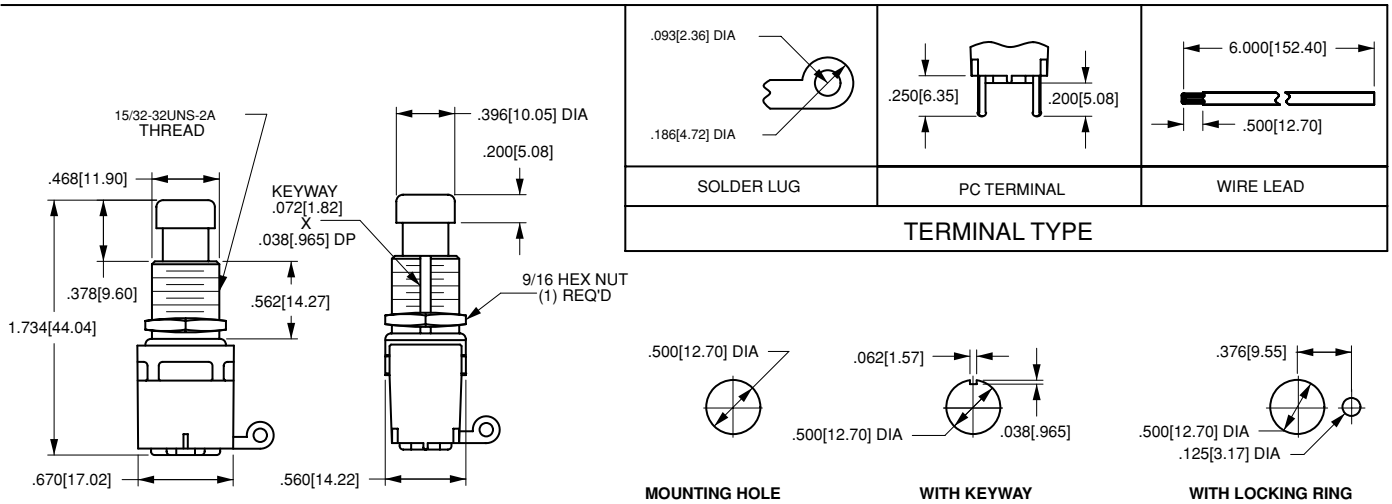 15/32-32UNS-2A
THREAD
.468[11.90]
.378[9.60]
1.734[44.04]
.562[14.27]
.670[17.02]
.396[10.05] DIA
.200[5.08]
KEYWAY
.072[1.82]
X
.038[.965] DP
9/16 HEX NUT
(1) REQ'D
.560[14.22]
.093[2.36] DIA
.186[4.72] DIA
SOLDER LUG
.250[6.35]
.200[5.08]
PC TERMINAL
6.000[152.40]
.500[12.70]
WIRE LEAD
TERMINAL TYPE
.500[12.70] DIA
MOUNTING HOLE
.062[1.57]
.500[12.70] DIA
.038[.965]
WITH KEYWAY
.376[9.55]
.500[12.70] DIA
.125[3.17] DIA
WITH LOCKING RING